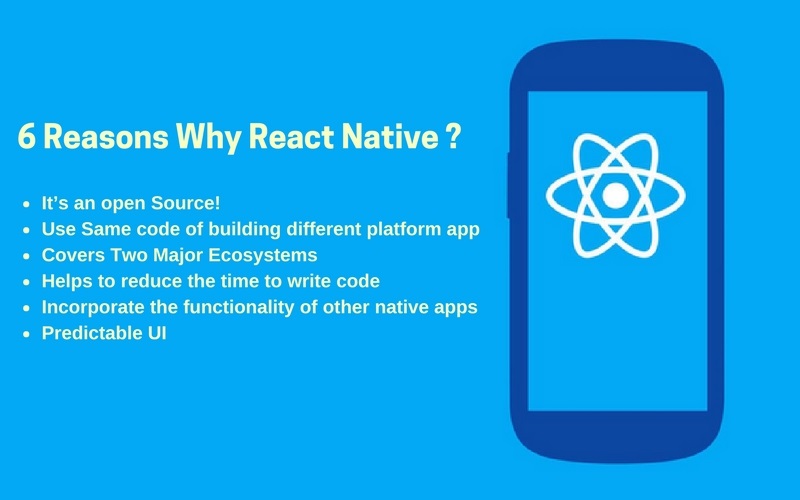 6 Reasons Why React Native ?
• It’s an open Source!
• Use Same code of building different platform app
• Covers Two Major Ecosystems
• Helps to reduce the time to write code
• Incorporate the functionality of other native apps
• Predictable UI